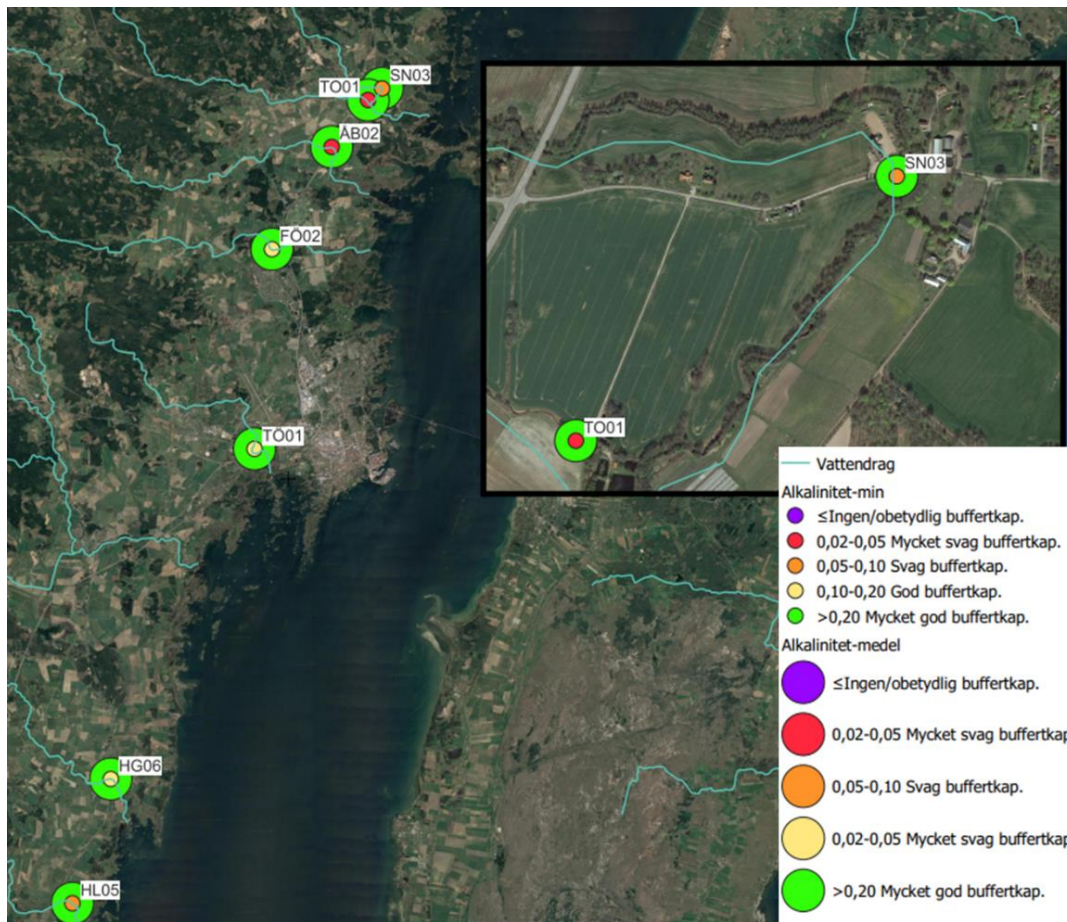 SN03
TO01
ÅB02
FÖ02
TÖ01
HG06
HL05
SN03
TO01
Vattendrag
Alkalinitet-min
≤Ingen/obetydlig buffertkap.
0,02-0,05 Mycket svag buffertkap.
0,05-0,10 Svag buffertkap.
0,10-0,20 God buffertkap.
>0,20 Mycket god buffertkap.
Alkalinitet-medel
≤Ingen/obetydlig buffertkap.
0,02-0,05 Mycket svag buffertkap
0,05-0,10 Svag buffertkap.
0,02-0,05 Mycket svag buffertkap
>0,20 Mycket god buffertkap.